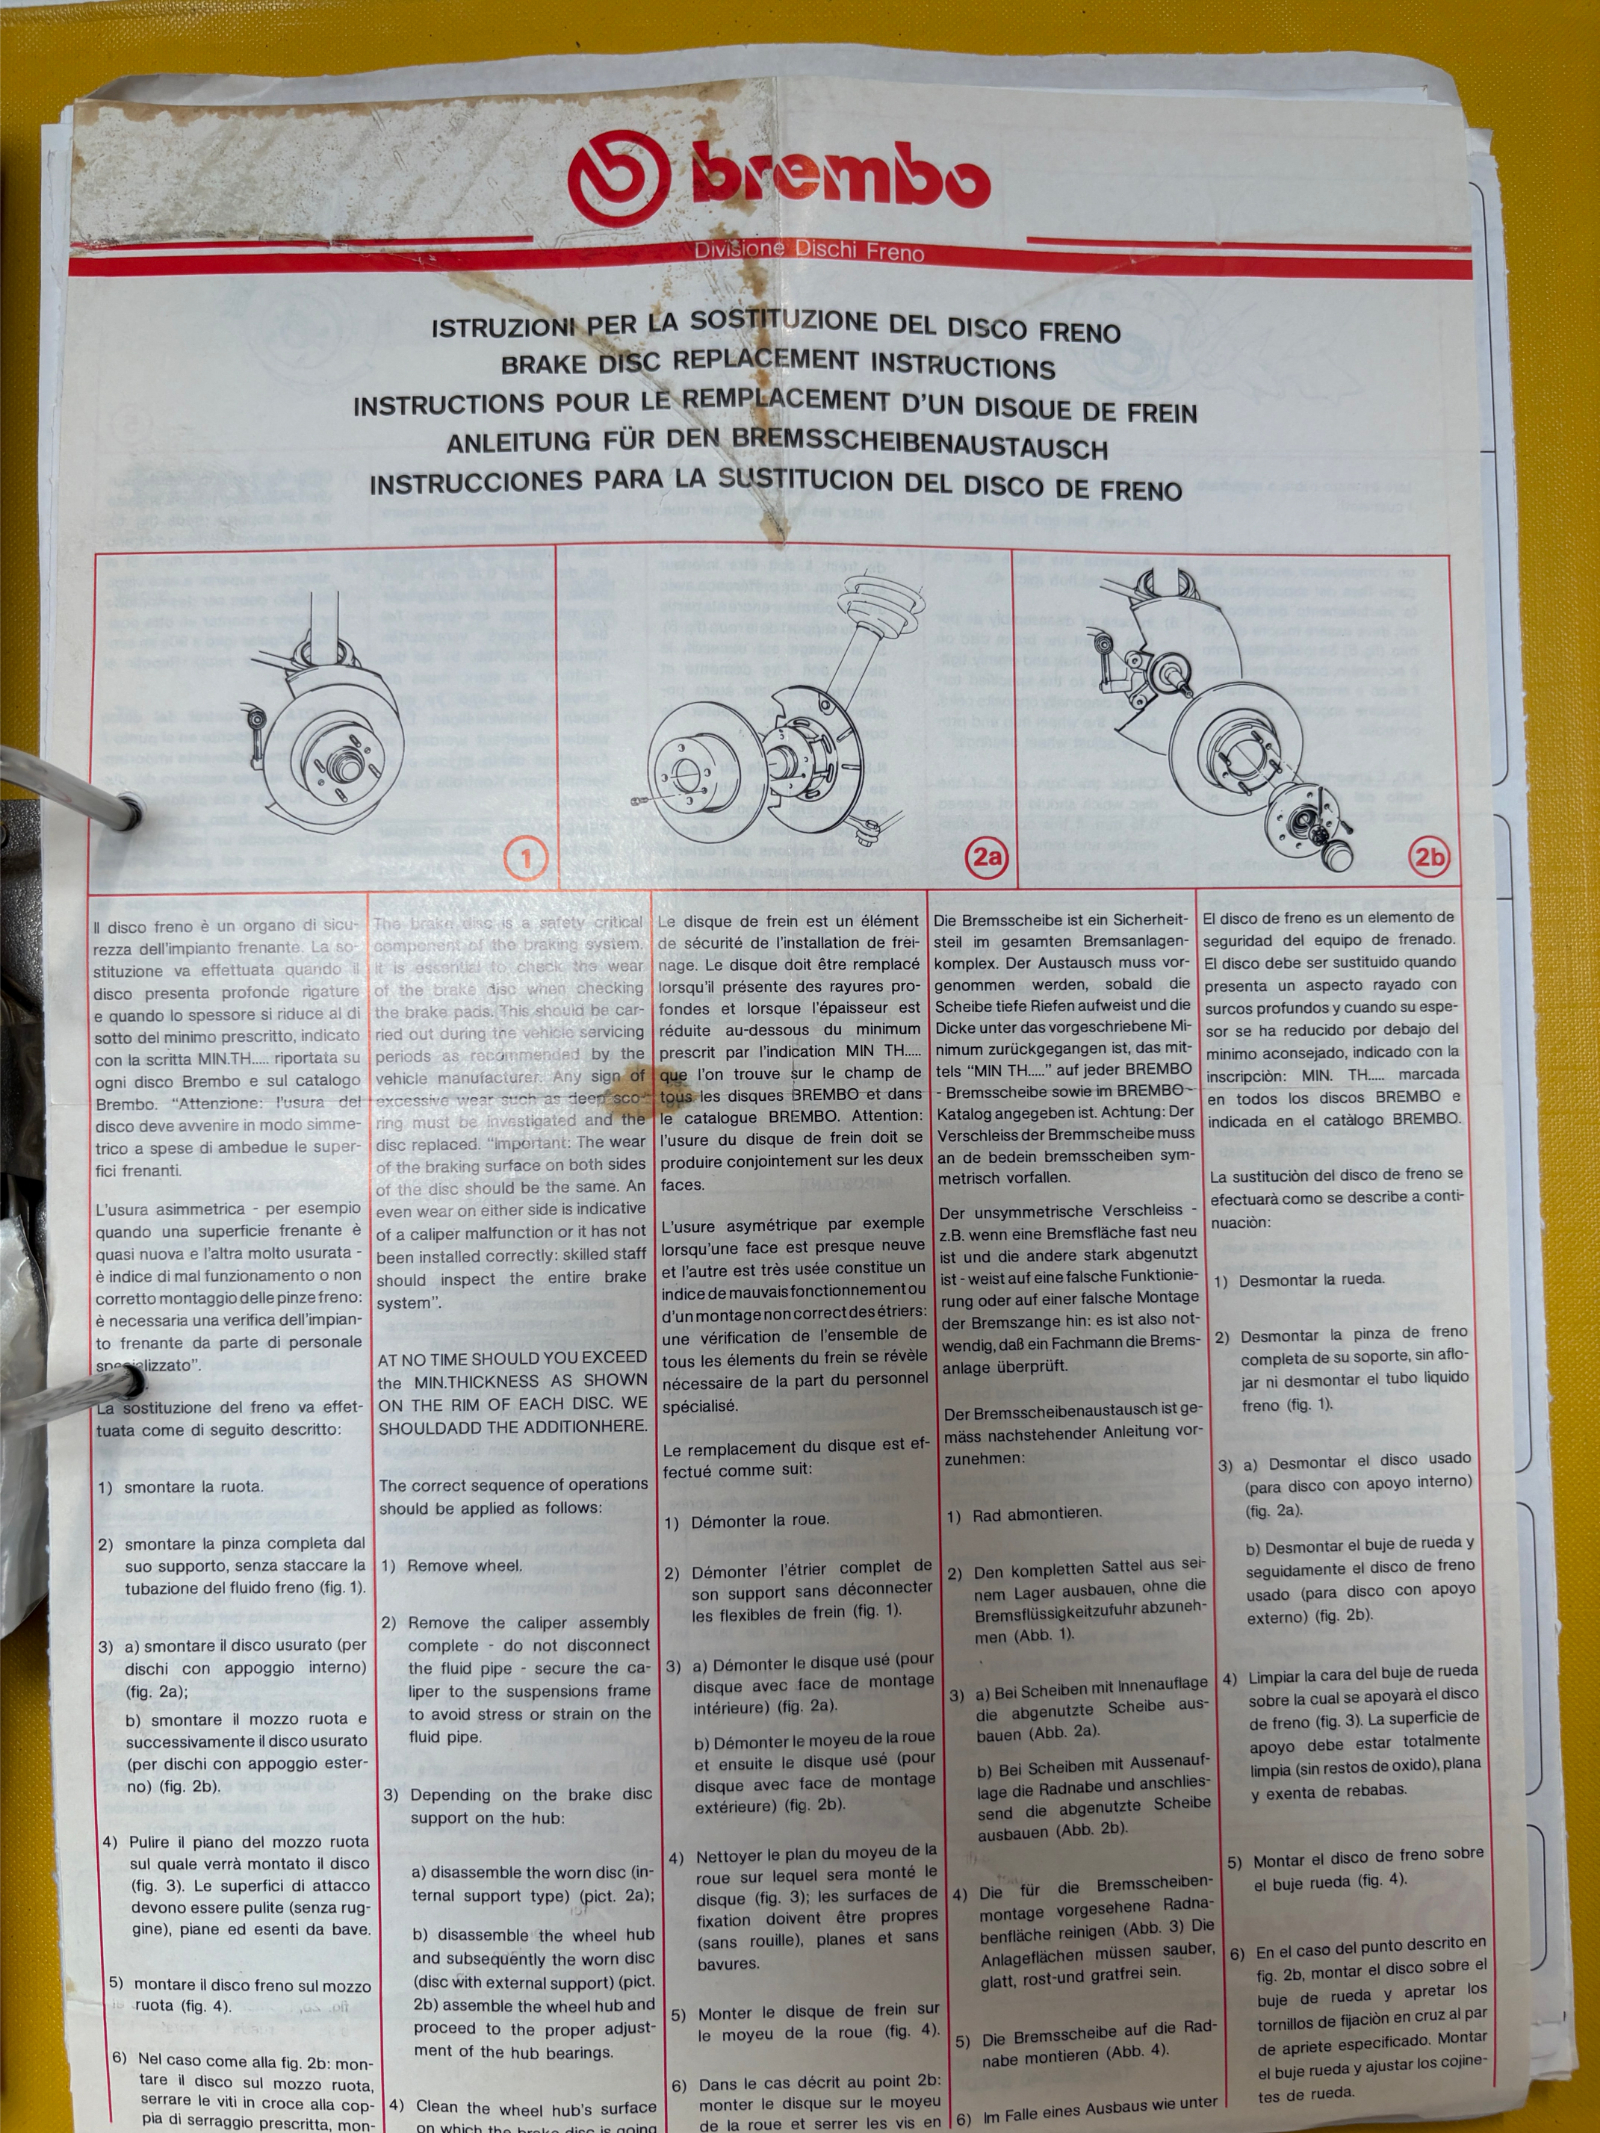 brembo
Divisione Dischi Freno
ISTRUZIONI PER LA SOSTITUZIONE DEL DISCO FRENO
BRAKE DISC REPLACEMENT INSTRUCTIONS
INSTRUCTIONS POUR LE REMPLACEMENT D'UN DISQUE DE FREIN
ANLEITUNG FÜR DEN BREMSSCHEIBENAUSTAUSCH
INSTRUCCIONES PARA LA SUSTITUCION DEL DISCO DE FRENO
1
2a
2b
Il disco freno è un organo di sicu-
rezza dell'impianto frenante. La so-
stituzione va effettuata quando il
disco presenta profonde rigature
e quando lo spessore si riduce al di
sotto del minimo prescritto, indicato
con la scritta MIN.TH..... riportata su
ogni disco Brembo e sul catalogo
Brembo. "Attenzione: l'usura del
disco deve avvenire in modo simme-
trico a spese di ambedue le super-
fici frenanti.
L'usura asimmetrica - per esempio
quando una superficie frenante è
quasi nuova e l'altra molto usurata -
è indice di mal funzionamento o non
corretto montaggio delle pinze freno:
è necessaria una verifica dell'impian-
to frenante da parte di personale
specializzato".
La sostituzione del freno va effet-
tuata come di seguito descritto:
1) smontare la ruota.
2) smontare la pinza completa dal
suo supporto, senza staccare la
tubazione del fluido freno (fig. 1).
3) a) smontare il disco usurato (per
dischi con appoggio interno)
(fig. 2a);
b) smontare il mozzo ruota e
successivamente il disco usurato
(per dischi con appoggio ester-
no) (fig. 2b).
4) Pulire il piano del mozzo ruota
sul quale verrà montato il disco
(fig. 3). Le superfici di attacco
devono essere pulite (senza rug-
gine), piane ed esenti da bave.
5) montare il disco freno sul mozzo
ruota (fig. 4).
6) Nel caso come alla fig. 2b: mon-
tare il disco sul mozzo ruota,
serrare le viti in croce alla cop-
pia di serraggio prescritta, mon-
The brake disc is a safety critical
component of the braking system.
it is essential to check the wear
of the brake disc when checking
the brake pads. This should be car-
ried out during the vehicle servicing
periods as recommended by the
vehicle manufacturer. Any sign of
excessive wear such as deep sco-
ring must be investigated and the
disc replaced. "Important: The wear
of the braking surface on both sides
of the disc should be the same. An
even wear on either side is indicative
of a caliper malfunction or it has not
been installed correctly: skilled staff
should inspect the entire brake
system".
AT NO TIME SHOULD YOU EXCEED
the MIN.THICKNESS AS SHOWN
ON THE RIM OF EACH DISC. WE
SHOULDADD THE ADDITIONHERE.
The correct sequence of operations
should be applied as follows:
1) Remove wheel.
2) Remove the caliper assembly
complete - do not disconnect
the fluid pipe - secure the ca-
liper to the suspensions frame
to avoid stress or strain on the
fluid pipe.
3) Depending on the brake disc
support on the hub:
a) disassemble the worn disc (in-
ternal support type) (pict. 2a);
b) disassemble the wheel hub
and subsequently the worn disc
(disc with external support) (pict.
2b) assemble the wheel hub and
proceed to the proper adjust-
ment of the hub bearings.
4) Clean the wheel hub's surface
on which the brake disc is going
Le disque de frein est un élément
de sécurité de l'installation de frei-
nage. Le disque doit être remplacé
lorsqu'il présente des rayures pro-
fondes et lorsque l'épaisseur est
réduite au-dessous du minimum
prescrit par l'indication MIN TH.....
que l'on trouve sur le champ de
tous les disques BREMBO et dans
le catalogue BREMBO. Attention:
l'usure du disque de frein doit se
produire conjointement sur les deux
faces.
L'usure asymétrique par exemple
lorsqu'une face est presque neuve
et l'autre est très usée constitue un
indice de mauvais fonctionnement ou
d'un montage non correct des étriers:
une vérification de l'ensemble de
tous les élements du frein se révèle
nécessaire de la part du personnel
spécialisé.
Le remplacement du disque est ef-
fectué comme suit:
1) Démonter la roue.
2) Démonter l'étrier complet de
son support sans déconnecter
les flexibles de frein (fig. 1).
3) a) Démonter le disque usé (pour
disque avec face de montage
intérieure) (fig. 2a).
b) Démonter le moyeu de la roue
et ensuite le disque usé (pour
disque avec face de montage
extérieure) (fig. 2b).
4) Nettoyer le plan du moyeu de la
roue sur lequel sera monté le
disque (fig. 3); les surfaces de
fixation doivent être propres
(sans rouille), planes et sans
bavures.
5) Monter le disque de frein sur
le moyeu de la roue (fig. 4).
6) Dans le cas décrit au point 2b:
monter le disque sur le moyeu
de la roue et serrer les vis en
Die Bremsscheibe ist ein Sicherheit-
steil im gesamten Bremsanlagen-
komplex. Der Austausch muss vor-
genommen werden, sobald die
Scheibe tiefe Riefen aufweist und die
Dicke unter das vorgeschriebene Mi-
nimum zurückgegangen ist, das mit-
tels "MIN TH....." auf jeder BREMBO
- Bremsscheibe sowie im BREMBO-
Katalog angegeben ist. Achtung: Der
Verschleiss der Bremmscheibe muss
an de bedein bremsscheiben sym-
metrisch vorfallen.
Der unsymmetrische Verschleiss -
z.B. wenn eine Bremsfläche fast neu
ist und die andere stark abgenutzt
ist - weist auf eine falsche Funktionie-
rung oder auf einer falsche Montage
der Bremszange hin: es ist also not-
wendig, daß ein Fachmann die Brems-
anlage überprüft.
Der Bremsscheibenaustausch ist ge-
mäss nachstehender Anleitung vor-
zunehmen:
1) Rad abmontieren.
2) Den kompletten Sattel aus sei-
nem Lager ausbauen, ohne die
Bremsflüssigkeitzufuhr abzuneh-
men (Abb. 1).
3) a) Bei Scheiben mit Innenauflage
die abgenutzte Scheibe aus-
bauen (Abb. 2a).
b) Bei Scheiben mit Aussenauf-
lage die Radnabe und anschlies-
send die abgenutzte Scheibe
ausbauen (Abb. 2b).
4) Die für die Bremsscheiben-
montage vorgesehene Radna-
benfläche reinigen (Abb. 3) Die
Anlageflächen müssen sauber,
glatt, rost-und gratfrei sein.
5) Die Bremsscheibe auf die Rad-
nabe montieren (Abb. 4).
6) Im Falle eines Ausbaus wie unter
El disco de freno es un elemento de
seguridad del equipo de frenado.
El disco debe ser sustituido quando
presenta un aspecto rayado con
surcos profundos y cuando su espe-
sor se ha reducido por debajo del
minimo aconsejado, indicado con la
inscripciòn: MIN. TH..... marcada
en todos los discos BREMBO e
indicada en el catàlogo BREMBO.
La sustituciòn del disco de freno se
efectuarà como se describe a conti-
nuaciòn:
1) Desmontar la rueda.
2) Desmontar la pinza de freno
completa de su soporte, sin aflo-
jar ni desmontar el tubo liquido
freno (fig. 1).
3) a) Desmontar el disco usado
(para disco con apoyo interno)
(fig. 2a).
b) Desmontar el buje de rueda y
seguidamente el disco de freno
usado (para disco con apoyo
externo) (fig. 2b).
4) Limpiar la cara del buje de rueda
sobre la cual se apoyarà el disco
de freno (fig. 3). La superficie de
apoyo debe estar totalmente
limpia (sin restos de oxido), plana
y exenta de rebabas.
5) Montar el disco de freno sobre
el buje rueda (fig. 4).
6) En el caso del punto descrito en
fig. 2b, montar el disco sobre el
buje de rueda y apretar los
tornillos de fijaciòn en cruz al par
de apriete especificado. Montar
el buje rueda y ajustar los cojine-
tes de rueda.